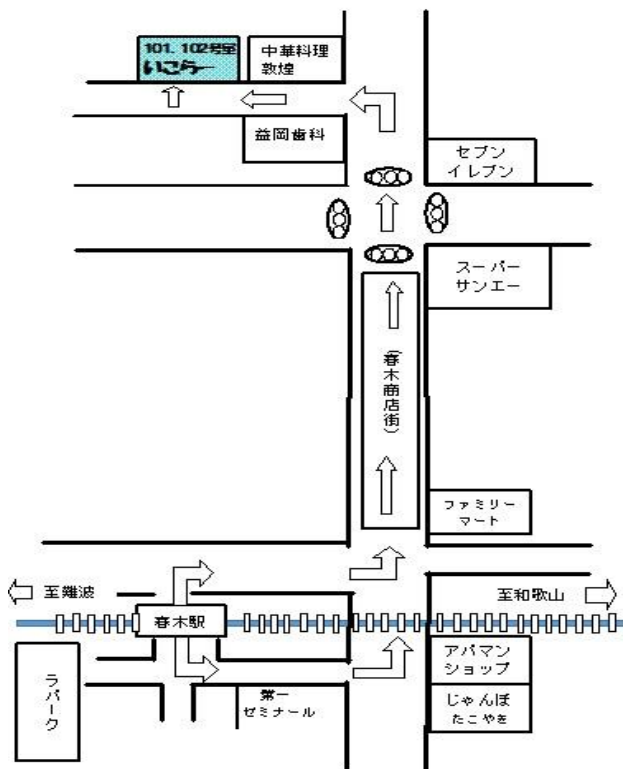 101. 102号室
いこらー
中華料理
敦煌
益岡歯科
セブン
イレブン
スーパー
サンエー
(春木商店街)
ファミリー
マート
至難波
春木駅
至和歌山
ラパーク
第一
ゼミナール
アパマン
ショップ
じゃんぼ
たこやき